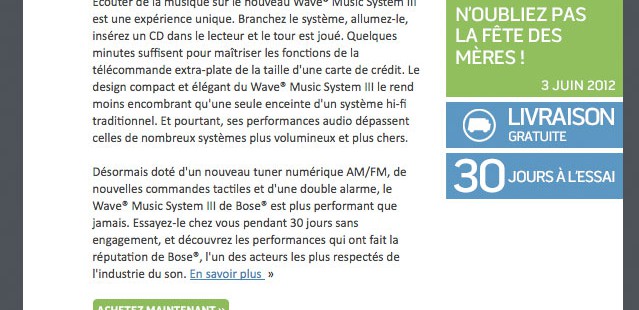 Écouter de la musique sur le nouveau Wave® Music System III
est une expérience unique. Branchez le système, allumez-le,
insérez un CD dans le lecteur et le tour est joué. Quelques
minutes suffisent pour maîtriser les fonctions de la
télécommande extra-plate de la taille d'une carte de crédit. Le
design compact et élégant du Wave® Music System III le rend
moins encombrant qu'une seule enceinte d'un système hi-fi
traditionnel. Et pourtant, ses performances audio dépassent
celles de nombreux systèmes plus volumineux et plus chers.
Désormais doté d'un nouveau tuner numérique AM/FM, de
nouvelles commandes tactiles et d'une double alarme, le
Wave® Music System III de Bose® est plus performant que
jamais. Essayez-le chez vous pendant 30 jours sans
engagement, et découvrez les performances qui ont fait la
réputation de Bose®, l'un des acteurs les plus respectés de
l'industrie du son. En savoir plus »
ACHETEZ MAINTENANT »
N'OUBLIEZ PAS
LA FÊTE DES
MÈRES !
3 JUIN 2012
LIVRAISON
GRATUITE
30 JOURS À L'ESSAI